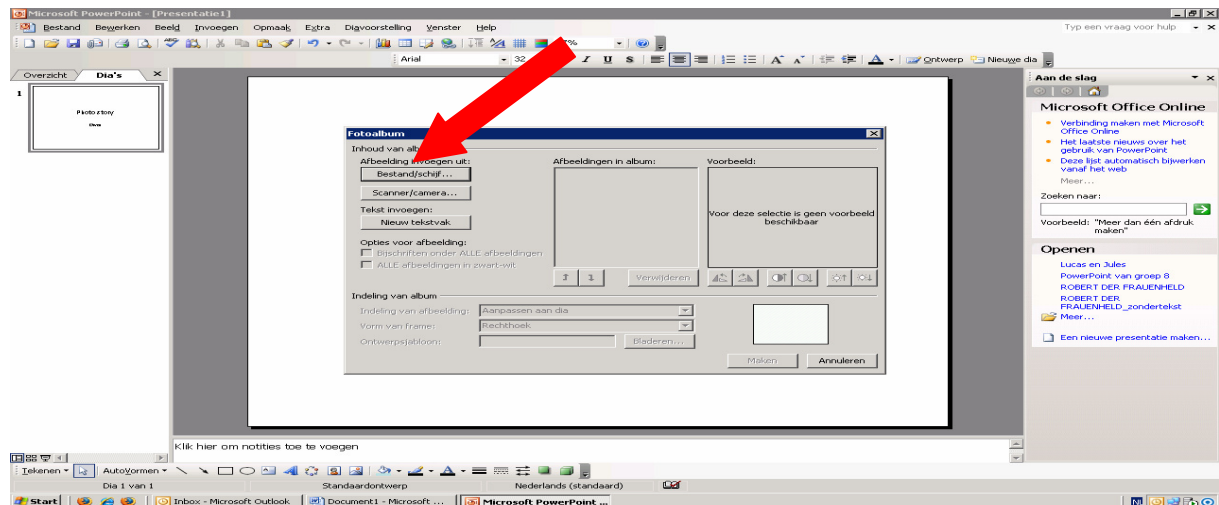 Microsoft PowerPoint - [Presentatie1]
Bestand Bewerken Beeld Invoegen Opmaak Extra Diavoorstelling Venster Help Typ een vraag voor hulp
Arial 32 I U S Ontwerp Nieuwe dia
Overzicht Dia's
1
Photo story
Aan de slag
Microsoft Office Online
Verbinding maken met Microsoft
Office Online
Het laatste nieuws over het
gebruik van PowerPoint
Deze lijst automatisch bijwerken
vanaf het web
Meer...
Zoeken naar:
Voorbeeld: "Meer dan één afdruk
maken"
Openen
Lucas en Jules
PowerPoint van groep 8
ROBERT DER FRAUENHELD
ROBERT DER
FRAUENHELD_zondertekst
Meer...
Een nieuwe presentatie maken...
Fotoalbum
Inhoud van
Afbeelding invoegen uit:
Bestand/schijf...
Scanner/camera...
Tekst invoegen:
Nieuw tekstvak
Opties voor afbeelding:
Bijschriften onder ALLE afbeeldingen
ALLE afbeeldingen in zwart-wit
Afbeeldingen in album:
Verwijderen
Voorbeeld:
Voor deze selectie is geen voorbeeld
beschikbaar
Indeling van album
Indeling van afbeelding: Aanpassen aan dia
Vorm van frame: Rechthoek
Ontwerpsjabloon: Bladeren...
Maken Annuleren
Klik hier om notities toe te voegen
Tekenen AutoVormen
Dia 1 van 1 Standaardontwerp Nederlands (standaard)
Start Inbox - Microsoft Outlook Document1 - Microsoft ... Microsoft PowerPoint ... NL